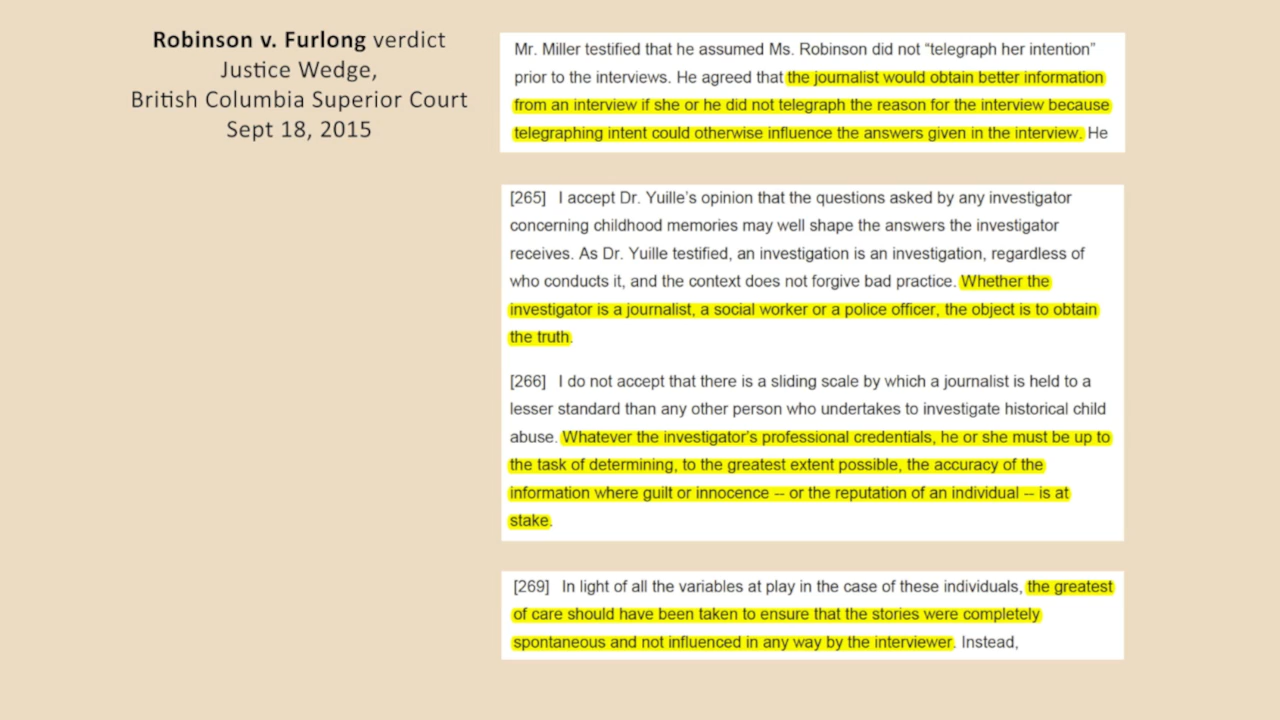 Robinson v. Furlong verdict
Justice Wedge,
British Columbia Superior Court
Sept 18, 2015
Mr. Miller testified that he assumed Ms. Robinson did not “telegraph her intention”
prior to the interviews. He agreed that the journalist would obtain better information
from an interview if she or he did not telegraph the reason for the interview because
telegraphing intent could otherwise influence the answers given in the interview. He
[265] I accept Dr. Yuille’s opinion that the questions asked by any investigator
concerning childhood memories may well shape the answers the investigator
receives. As Dr. Yuille testified, an investigation is an investigation, regardless of
who conducts it, and the context does not forgive bad practice. Whether the
investigator is a journalist, a social worker or a police officer, the object is to obtain
the truth.
[266] I do not accept that there is a sliding scale by which a journalist is held to a
lesser standard than any other person who undertakes to investigate historical child
abuse. Whatever the investigator’s professional credentials, he or she must be up to
the task of determining, to the greatest extent possible, the accuracy of the
information where guilt or innocence -- or the reputation of an individual -- is at
stake.
[269] In light of all the variables at play in the case of these individuals, the greatest
of care should have been taken to ensure that the stories were completely
spontaneous and not influenced in any way by the interviewer. Instead,